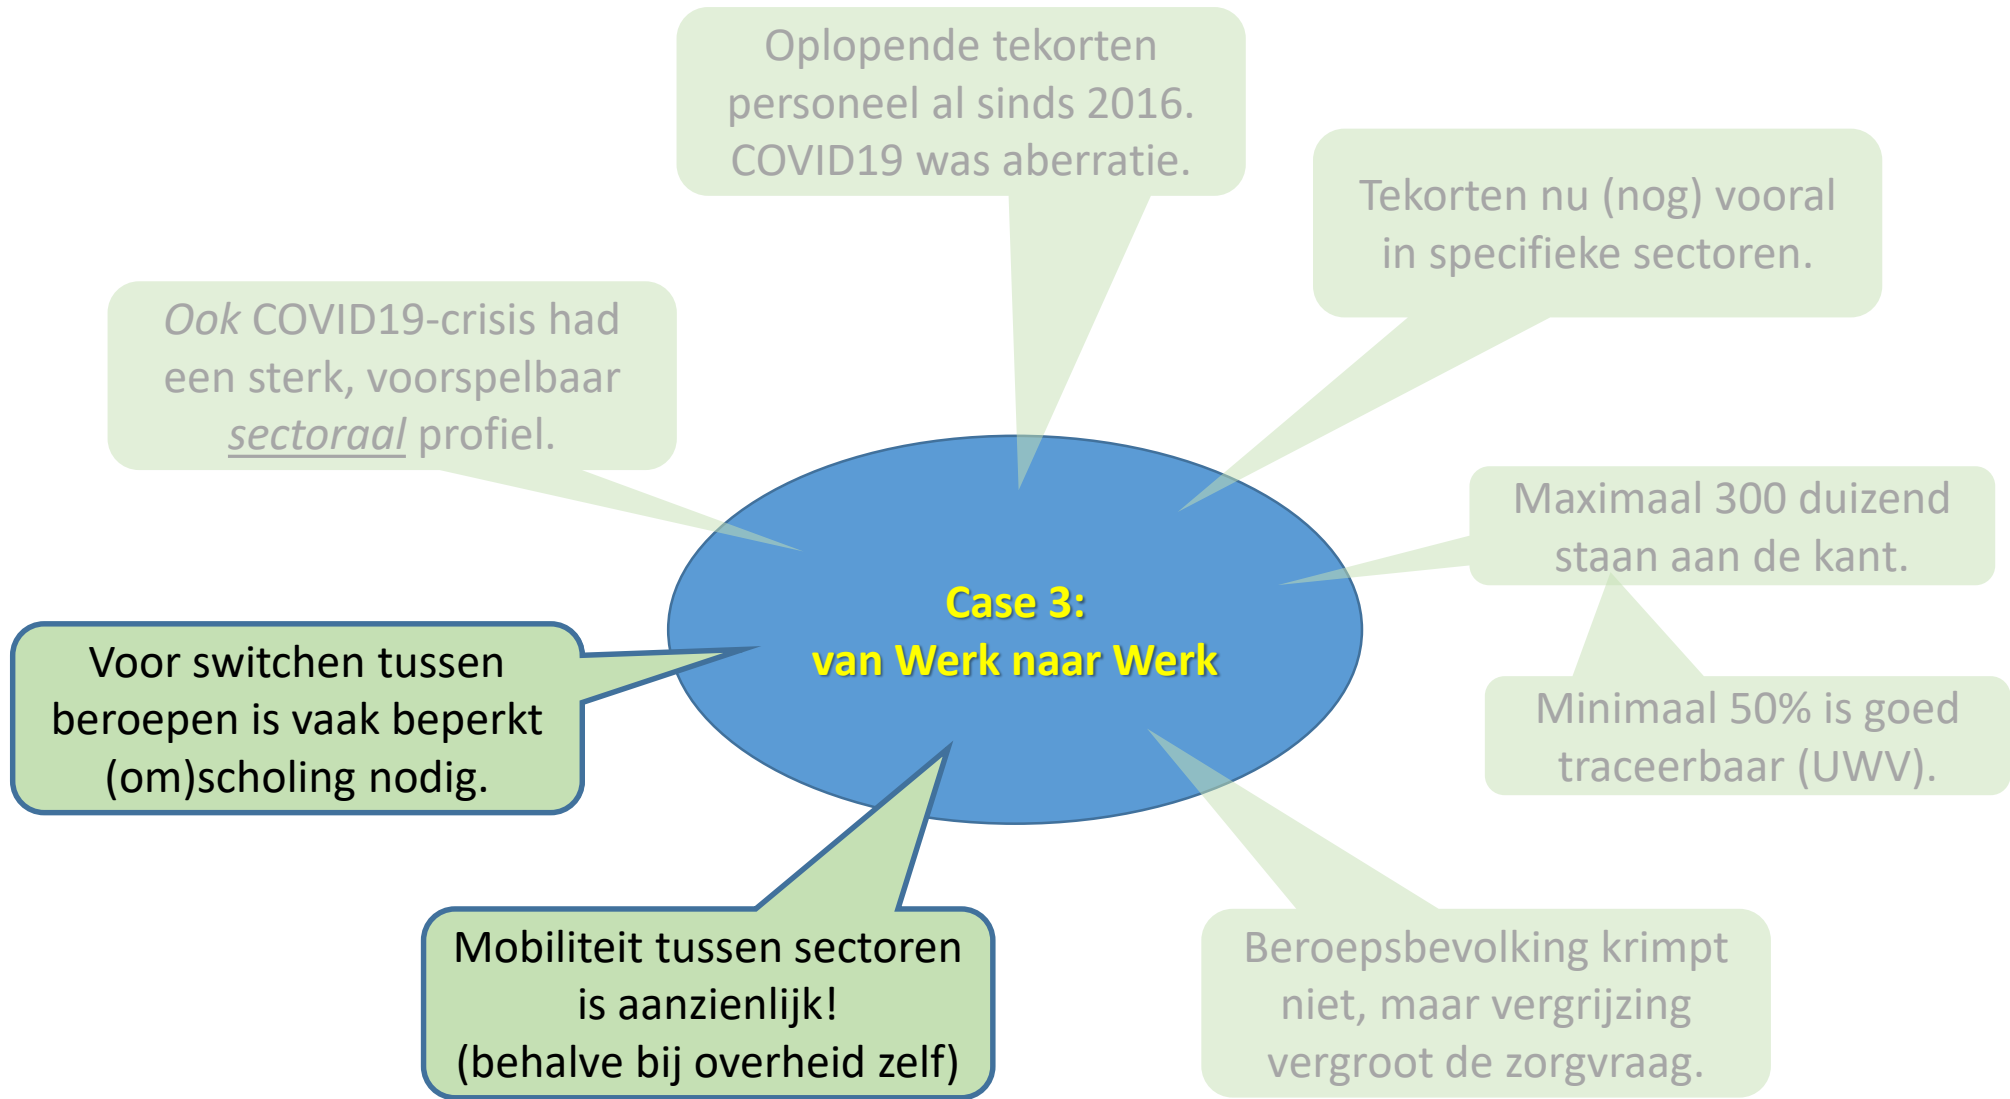 Oplopende tekorten
personeel al sinds 2016.
COVID19 was aberratie.
Tekorten nu (nog) vooral
in specifieke sectoren.
Ook COVID19-crisis had
een sterk, voorspelbaar
sectoraal profiel.
Maximaal 300 duizend
staan aan de kant.
Case 3:
van Werk naar Werk
Voor switchen tussen
beroepen is vaak beperkt
(om)scholing nodig.
Minimaal 50% is goed
traceerbaar (UWV).
Mobiliteit tussen sectoren
is aanzienlijk!
(behalve bij overheid zelf)
Beroepsbevolking krimpt
niet, maar vergrijzing
vergroot de zorgvraag.